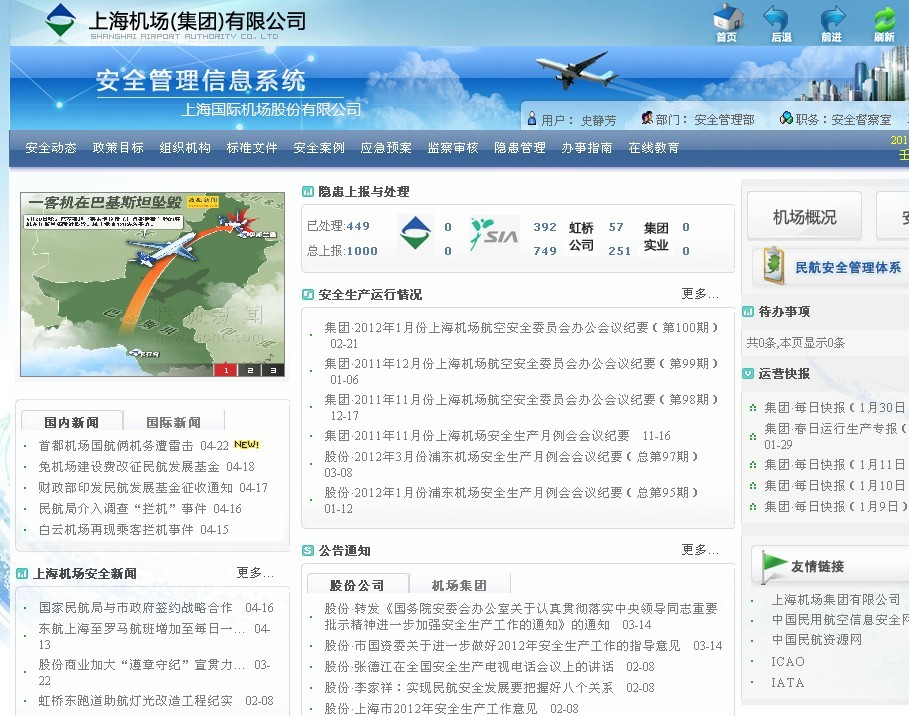 上海机场(集团)有限公司
SHANGHAI AIRPORT AUTHORITY CO., LTD
首页 后退 前进 刷新
安全管理信息系统
上海国际机场股份有限公司
用户： 史静芳 部门： 安全管理部 职务：安全督察室
安全动态 政策目标 组织机构 标准文件 安全案例 应急预案 监察审核 隐患管理 办事指南 在线教育
201
一客机在巴基斯坦坠毁
1 2 3
国内新闻 国际新闻
首都机场国航俩机务遭雷击 04-22 NEW!
免机场建设费改征民航发展基金 04-18
财政部印发民航发展基金征收通知 04-17
民航局介入调查“拦机”事件 04-16
白云机场再现乘客拦机事件 04-15
上海机场安全新闻 更多...
国家民航局与市政府签约战略合作 04-16
东航上海至罗马航班增加至每日一... 04-
13
股份商业加大“遵章守纪”宣贯力... 03-
22
虹桥东跑道助航灯光改造工程纪实 02-08
隐患上报与处理
已处理:449 0 SIA 392 虹桥公司 57 集团实业 0
总上报:1000 0 749 251 0
安全生产运行情况 更多...
集团·2012年1月份上海机场航空安全委员会办公会议纪要（第100期）
02-21
集团·2011年12月份上海机场航空安全委员会办公会议纪要（第99期）
01-06
集团·2011年11月份上海机场航空安全委员会办公会议纪要（第98期）
12-17
集团·2011年11月份上海机场安全生产月例会会议纪要 11-16
股份·2012年3月份浦东机场安全生产月例会会议纪要（总第97期）
03-08
股份·2012年1月份浦东机场安全生产月例会会议纪要（总第95期）
01-12
公告通知 更多...
股份公司 机场集团
股份·转发《国务院安委会办公室关于认真贯彻落实中央领导同志重要
批示精神进一步加强安全生产工作的通知》的通知 03-14
股份·市国资委关于进一步做好2012年安全生产工作的指导意见 03-14
股份·张德江在全国安全生产电视电话会议上的讲话 02-08
股份·李家祥：实现民航安全发展要把握好八个关系 02-08
股份·上海市2012年安全生产工作意见 02-08
机场概况
民航安全管理体系
待办事项
共0条,本页显示0条
运营快报
集团·每日快报（1月30日
集团·春日运行生产专报（
01-29
集团·每日快报（1月11日
集团·每日快报（1月10日
集团·每日快报（1月9日）
友情链接
上海机场集团有限公司
中国民用航空信息安全网
中国民航资源网
ICAO
IATA